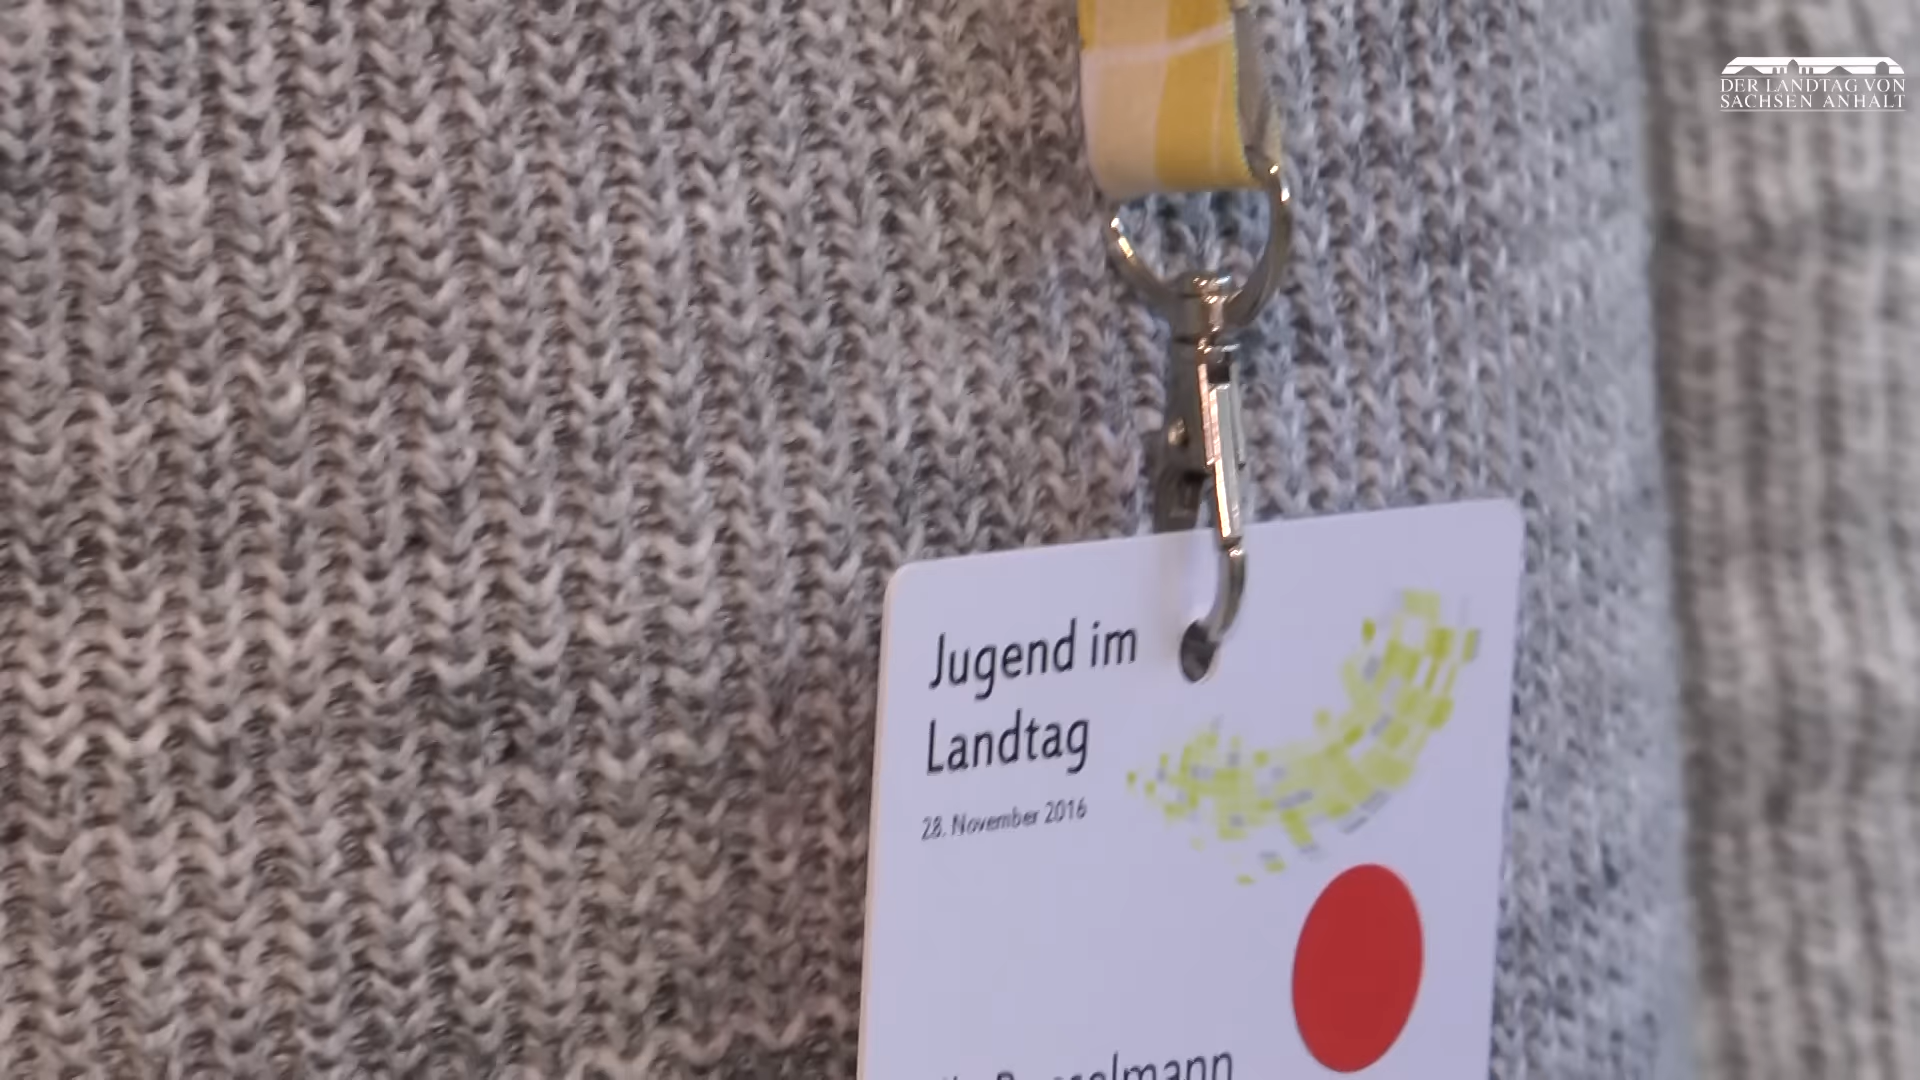 DER LANDTAG VON
SACHSEN ANHALT
Jugend im
Landtag
28. November 2016